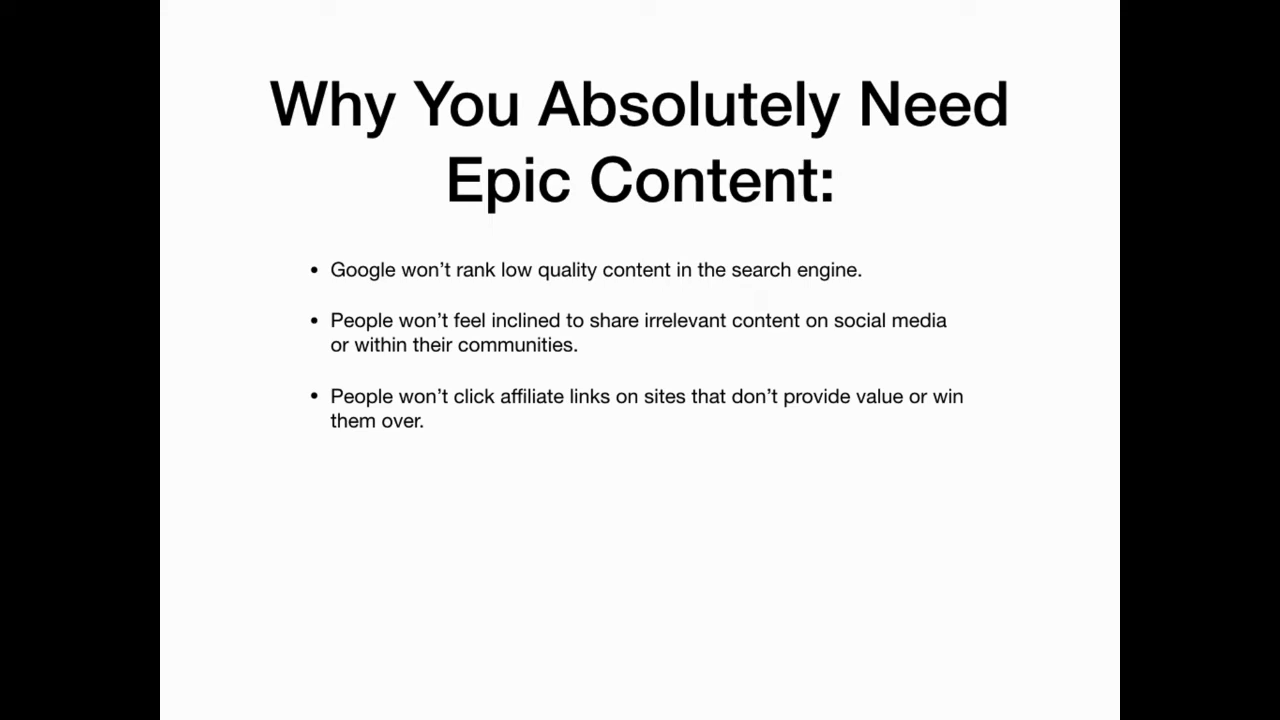 Why You Absolutely Need
Epic Content:
• Google won’t rank low quality content in the search engine.
• People won’t feel inclined to share irrelevant content on social media
or within their communities.
• People won’t click affiliate links on sites that don’t provide value or win
them over.